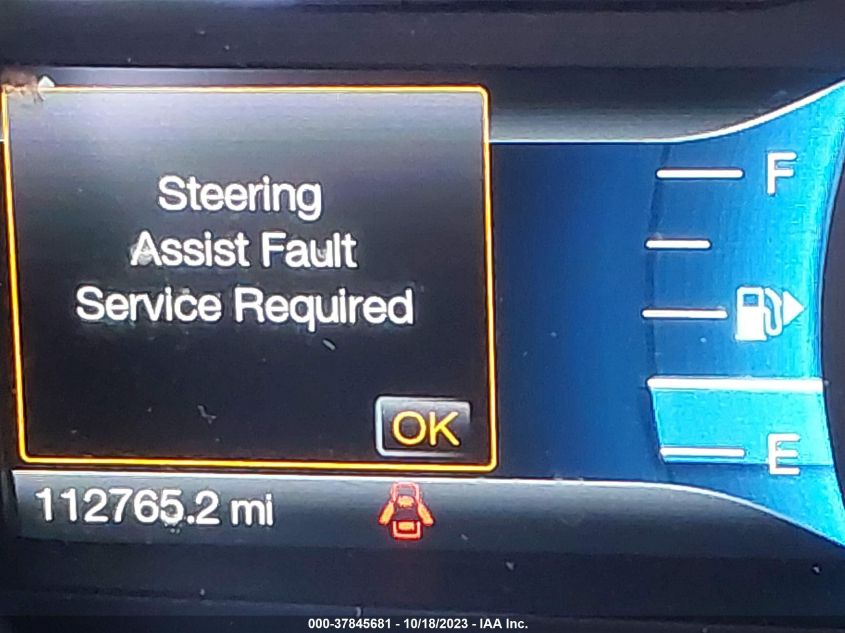 Steering
Assist Fault
Service Required
OK
F
E
112765.2 mi
000-37845681 - 10/18/2023 - IAA Inc.